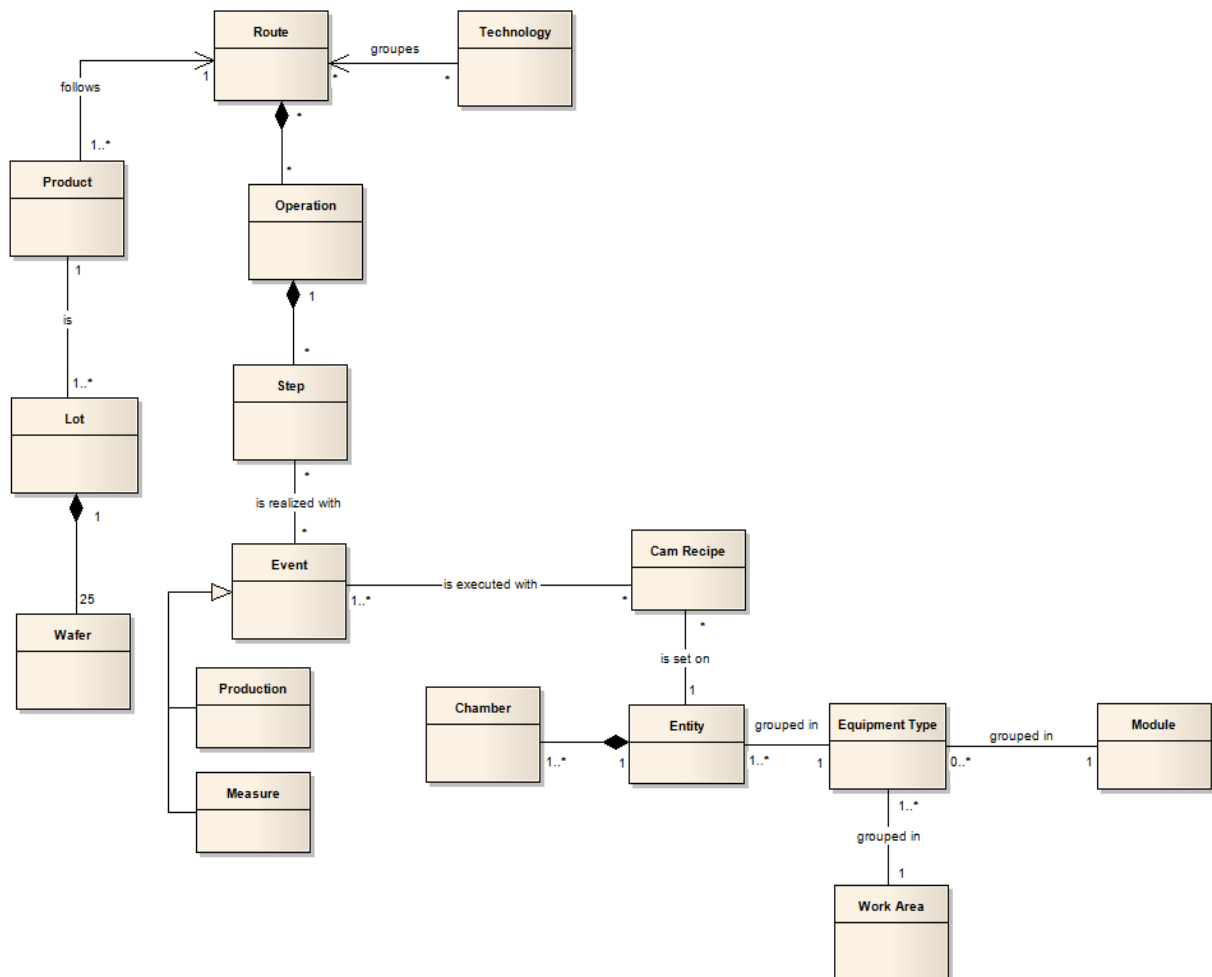 Route
Technology
groupes
1
*
*
follows
*
1..*
*
Product
Operation
1
1
is
*
1..*
Step
Lot
*
is realized with
1
*
Event
Cam Recipe
is executed with
1..*
*
25
*
Wafer
is set on
Production
1
Chamber
Entity
Equipment Type
Module
grouped in
grouped in
1..*
1
1..*
1
0..*
1
Measure
1..*
grouped in
1
Work Area